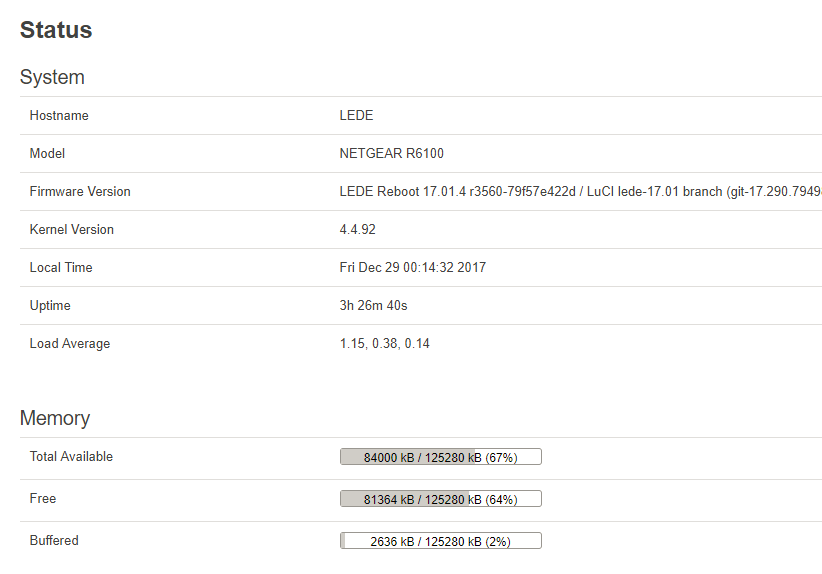 Status
System
Hostname LEDE
Model NETGEAR R6100
Firmware Version LEDE Reboot 17.01.4 r3560-79f57e422d / LuCI lede-17.01 branch (git-17.290.7949
Kernel Version 4.4.92
Local Time Fri Dec 29 00:14:32 2017
Uptime 3h 26m 40s
Load Average 1.15, 0.38, 0.14
Memory
Total Available 84000 kB / 125280 kB (67%)
Free 81364 kB / 125280 kB (64%)
Buffered 2636 kB / 125280 kB (2%)